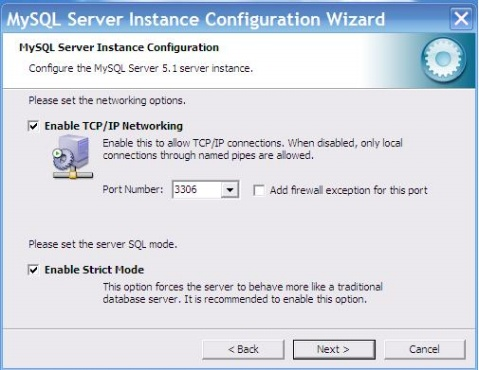 MySQL Server Instance Configuration Wizard
MySQL Server Instance Configuration
Configure the MySQL Server 5.1 server instance.
Please set the networking options.
Enable TCP/IP Networking
Enable this to allow TCP/IP connections. When disabled, only local
connections through named pipes are allowed.
Port Number: 3306 Add firewall exception for this port
Please set the server SQL mode.
Enable Strict Mode
This option forces the server to behave more like a traditional
database server. It is recommended to enable this option.
< Back Next > Cancel